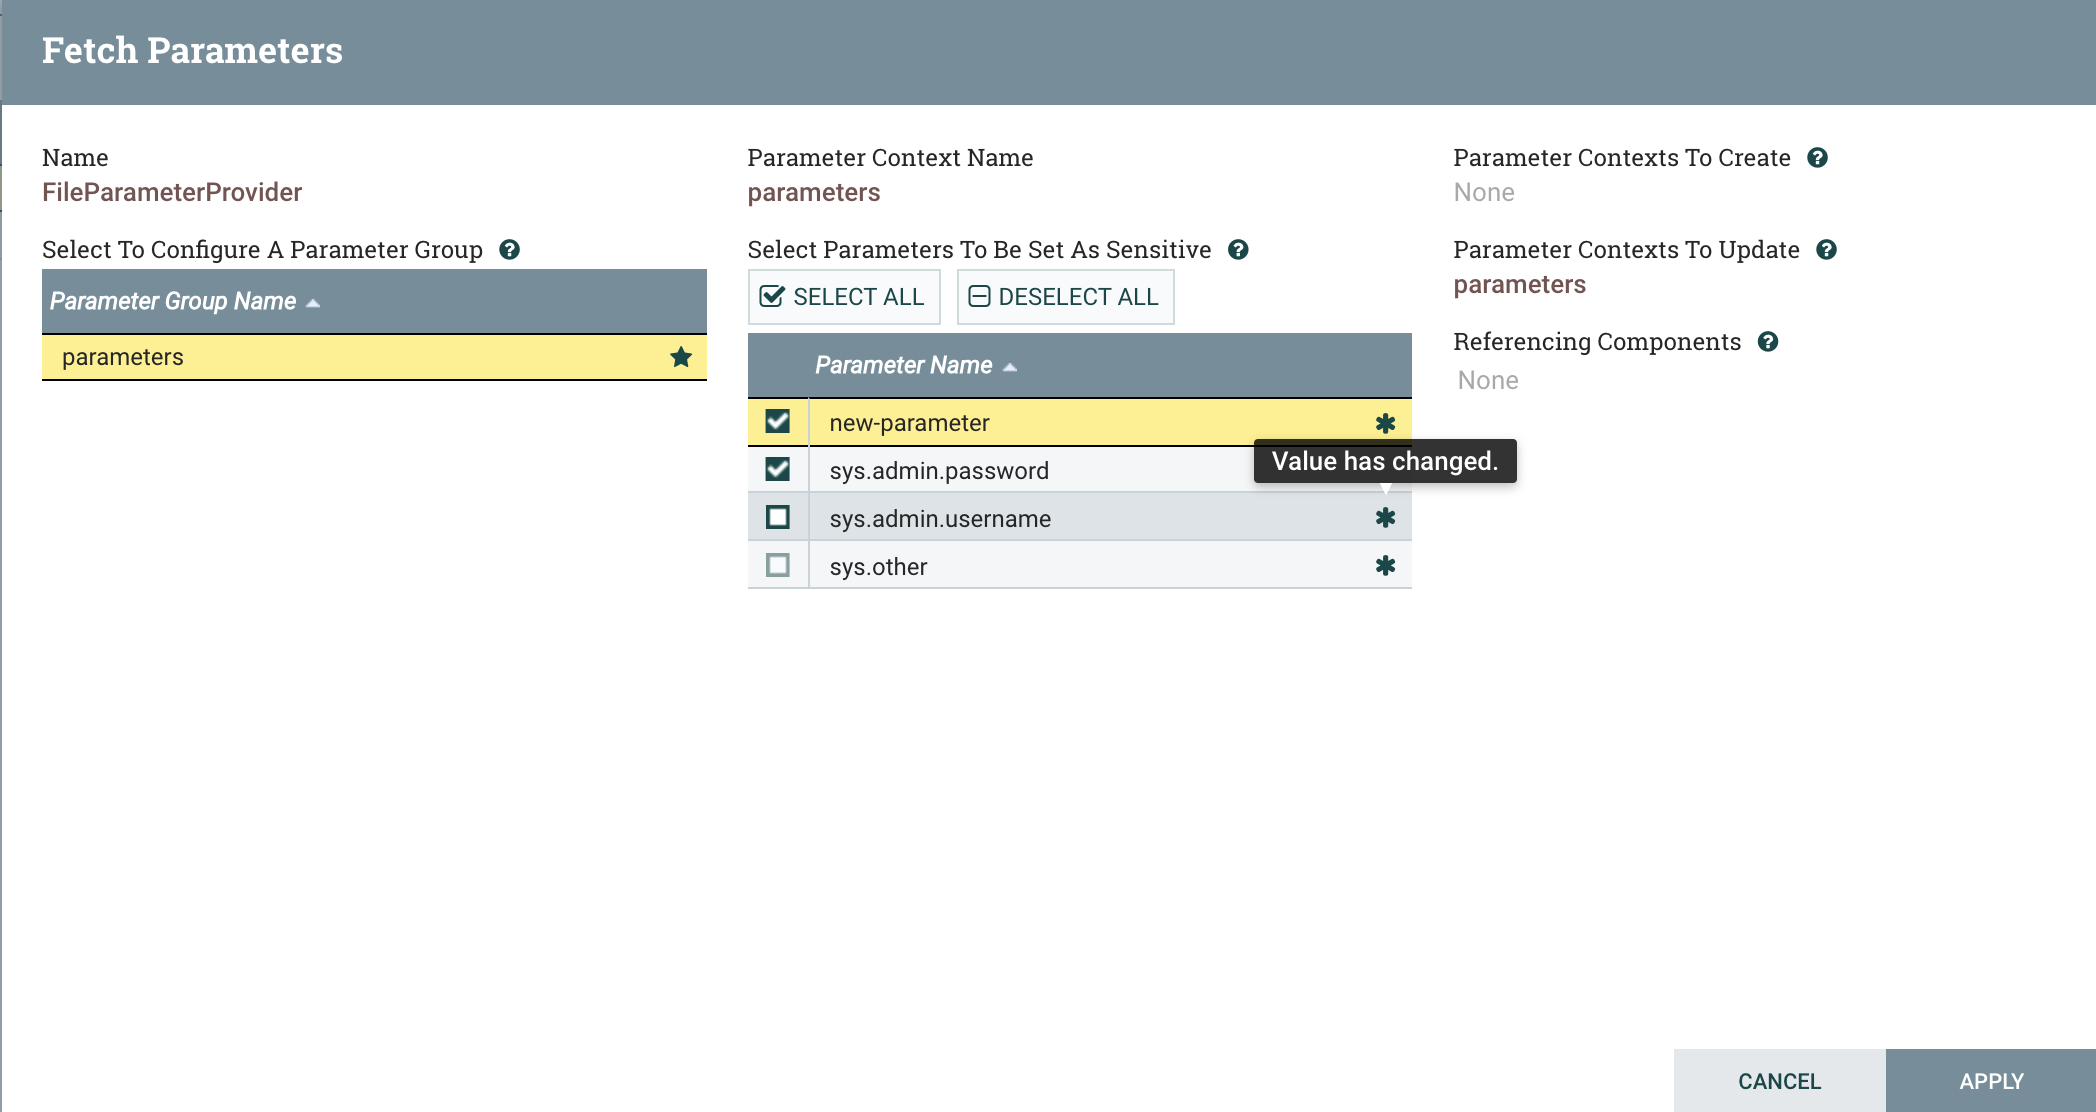 Fetch Parameters
Name
FileParameterProvider
Select To Configure A Parameter Group
Parameter Group Name
parameters
Parameter Context Name
parameters
Select Parameters To Be Set As Sensitive
SELECT ALL
DESELECT ALL
Parameter Name
new-parameter
sys.admin.password
Value has changed.
sys.admin.username
sys.other
Parameter Contexts To Create
None
Parameter Contexts To Update
parameters
Referencing Components
None
CANCEL
APPLY